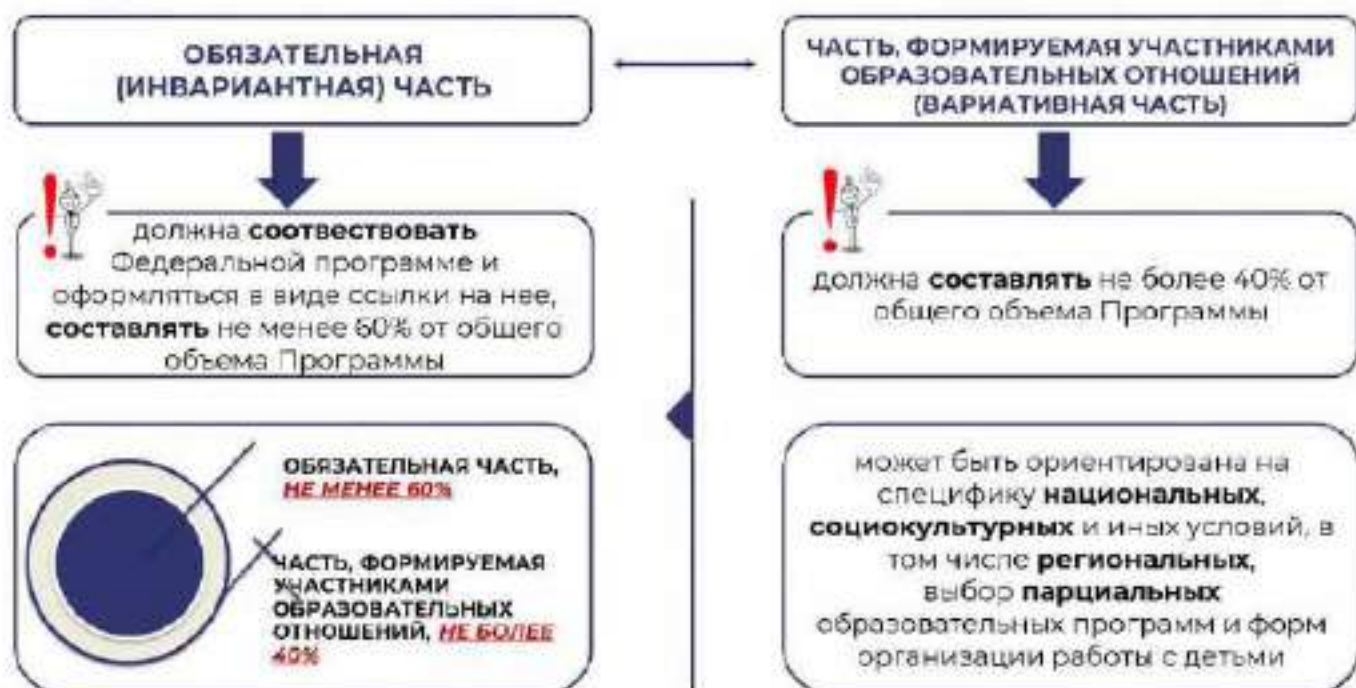 ОБЯЗАТЕЛЬНАЯ
(ИНВАРИАНТНАЯ) ЧАСТЬ
ЧАСТЬ, ФОРМИРУЕМАЯ УЧАСТНИКАМИ
ОБРАЗОВАТЕЛЬНЫХ ОТНОШЕНИЙ
(ВАРИАТИВНАЯ ЧАСТЬ)
должна соотвествовать
Федеральной программе и
оформляться в виде ссылки на нее,
составлять не менее 60% от общего
объема Программы
должна составлять не более 40% от
общего объема Программы
ОБЯЗАТЕЛЬНАЯ ЧАСТЬ,
НЕ МЕНЕЕ 60%
ЧАСТЬ, ФОРМИРУЕМАЯ
УЧАСТНИКАМИ
ОБРАЗОВАТЕЛЬНЫХ
ОТНОШЕНИЙ, НЕ БОЛЕЕ
40%
может быть ориентирована на
специфику национальных,
социокультурных и иных условий, в
том числе региональных,
выбор парциальных
образовательных программ и форм
организации работы с детьми